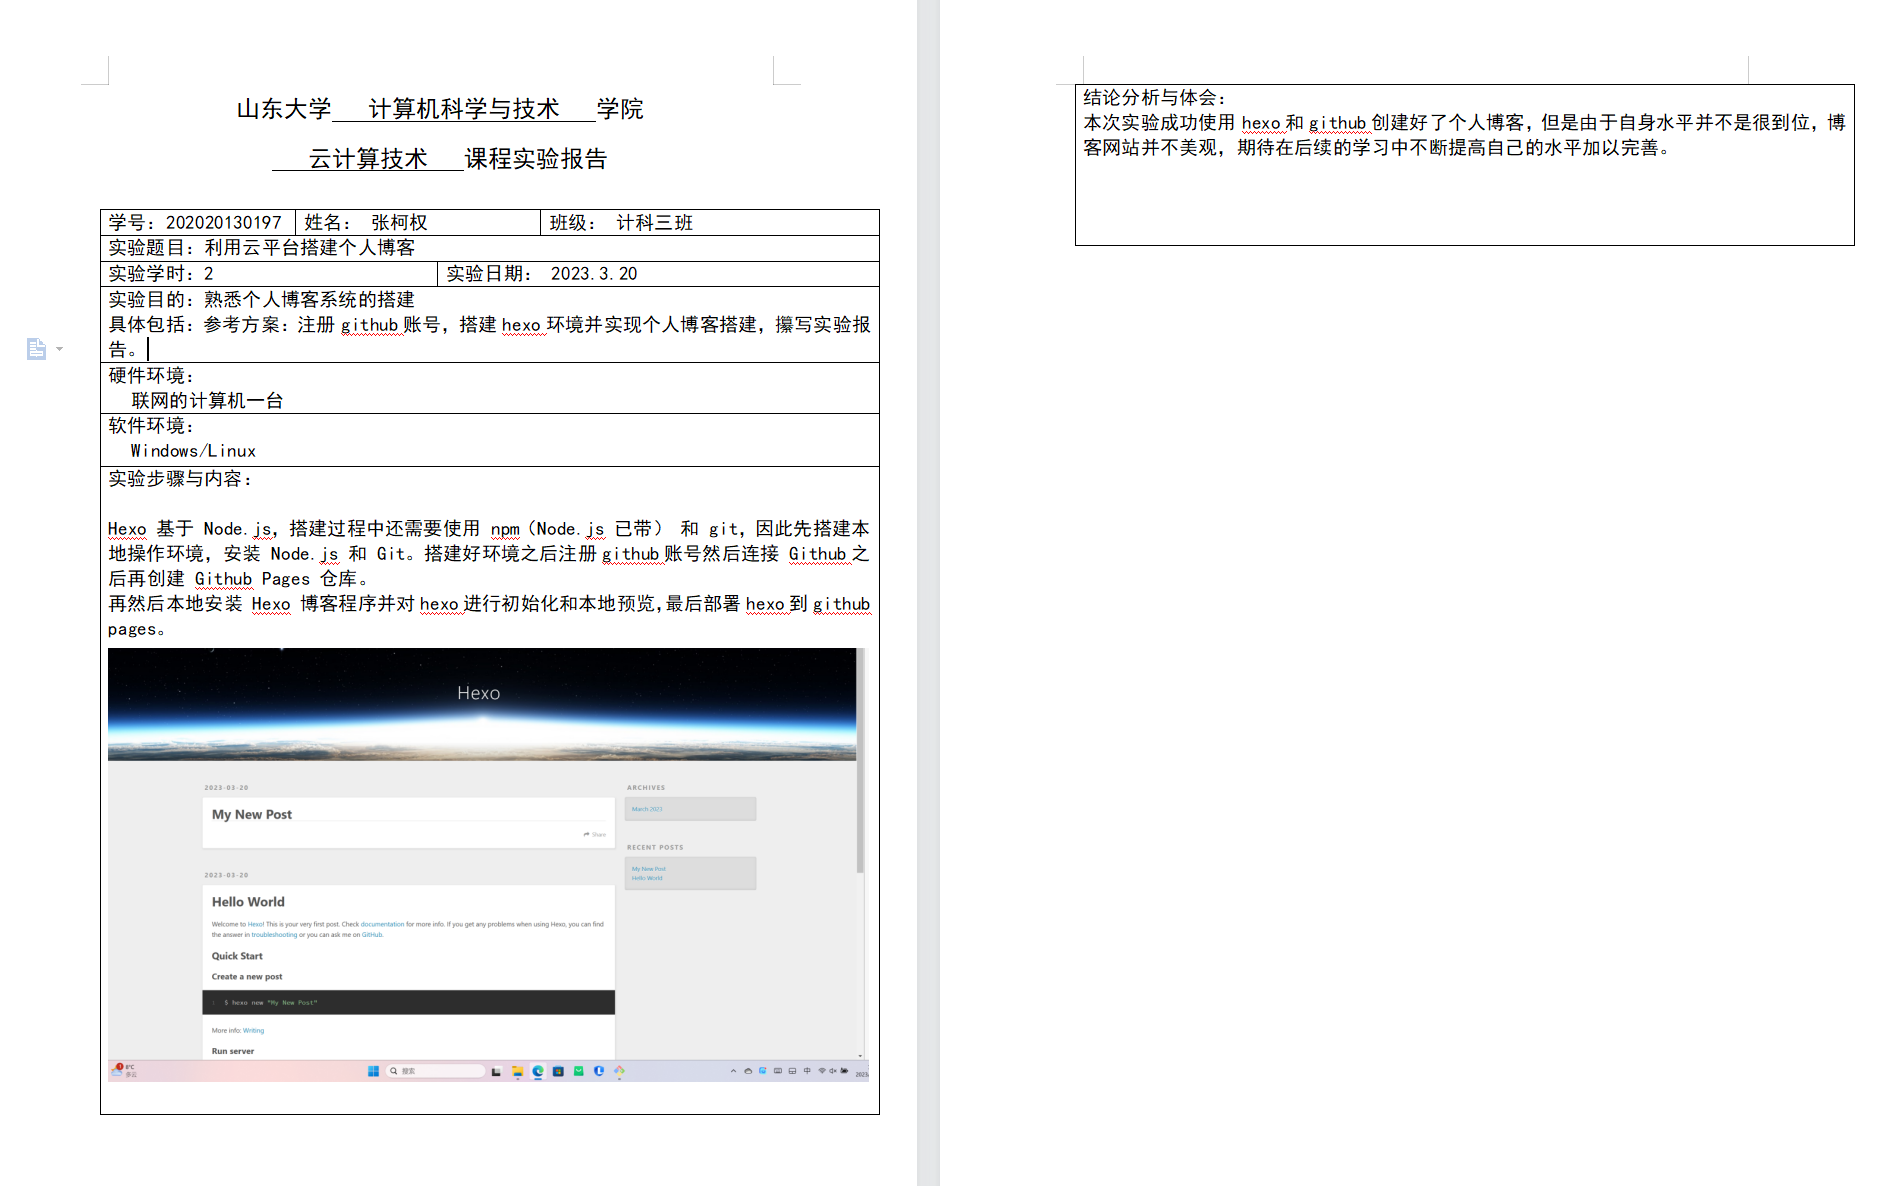 山东大学 计算机科学与技术 学院
云计算技术 课程实验报告
学号：202020130197 姓名： 张柯权 班级： 计科三班
实验题目：利用云平台搭建个人博客
实验学时：2 实验日期： 2023.3.20
实验目的：熟悉个人博客系统的搭建
具体包括：参考方案：注册 github 账号，搭建 hexo 环境并实现个人博客搭建，撰写实验报
告。
硬件环境：
联网的计算机一台
软件环境：
Windows/Linux
实验步骤与内容：
Hexo 基于 Node.js，搭建过程中还需要使用 npm（Node.js 已带） 和 git，因此先搭建本
地操作环境，安装 Node.js 和 Git。搭建好环境之后注册 github 账号然后连接 Github 之
后再创建 Github Pages 仓库。
再然后本地安装 Hexo 博客程序并对 hexo 进行初始化和本地预览，最后部署 hexo 到 github
pages。
Hexo
2023-03-20
My New Post
Share
2023-03-20
Hello World
Welcome to Hexo! This is your very first post. Check documentation for more info. If you get any problems when using Hexo, you can find
the answer in troubleshooting or you can ask me on GitHub.
Quick Start
Create a new post
1 $ hexo new "My New Post"
More info: Writing
Run server
ARCHIVES
March 2023
RECENT POSTS
My New Post
Hello World
8°C
多云
搜索
中
2023
结论分析与体会：
本次实验成功使用 hexo 和 github 创建好了个人博客，但是由于自身水平并不是很到位，博
客网站并不美观，期待在后续的学习中不断提高自己的水平加以完善。